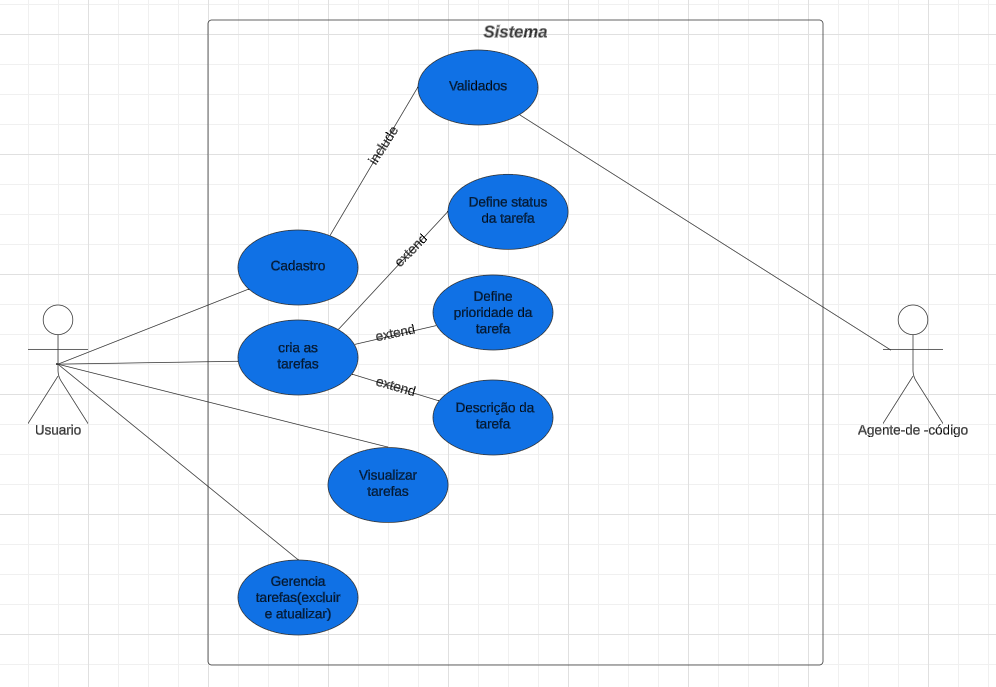 Sistema
Validados
include
Define status
da tarefa
extend
Cadastro
Define
prioridade da
tarefa
extend
cria as
tarefas
extend
Descrição da
tarefa
Usuario
Agente-de -código
Visualizar
tarefas
Gerencia
tarefas(excluir
e atualizar)